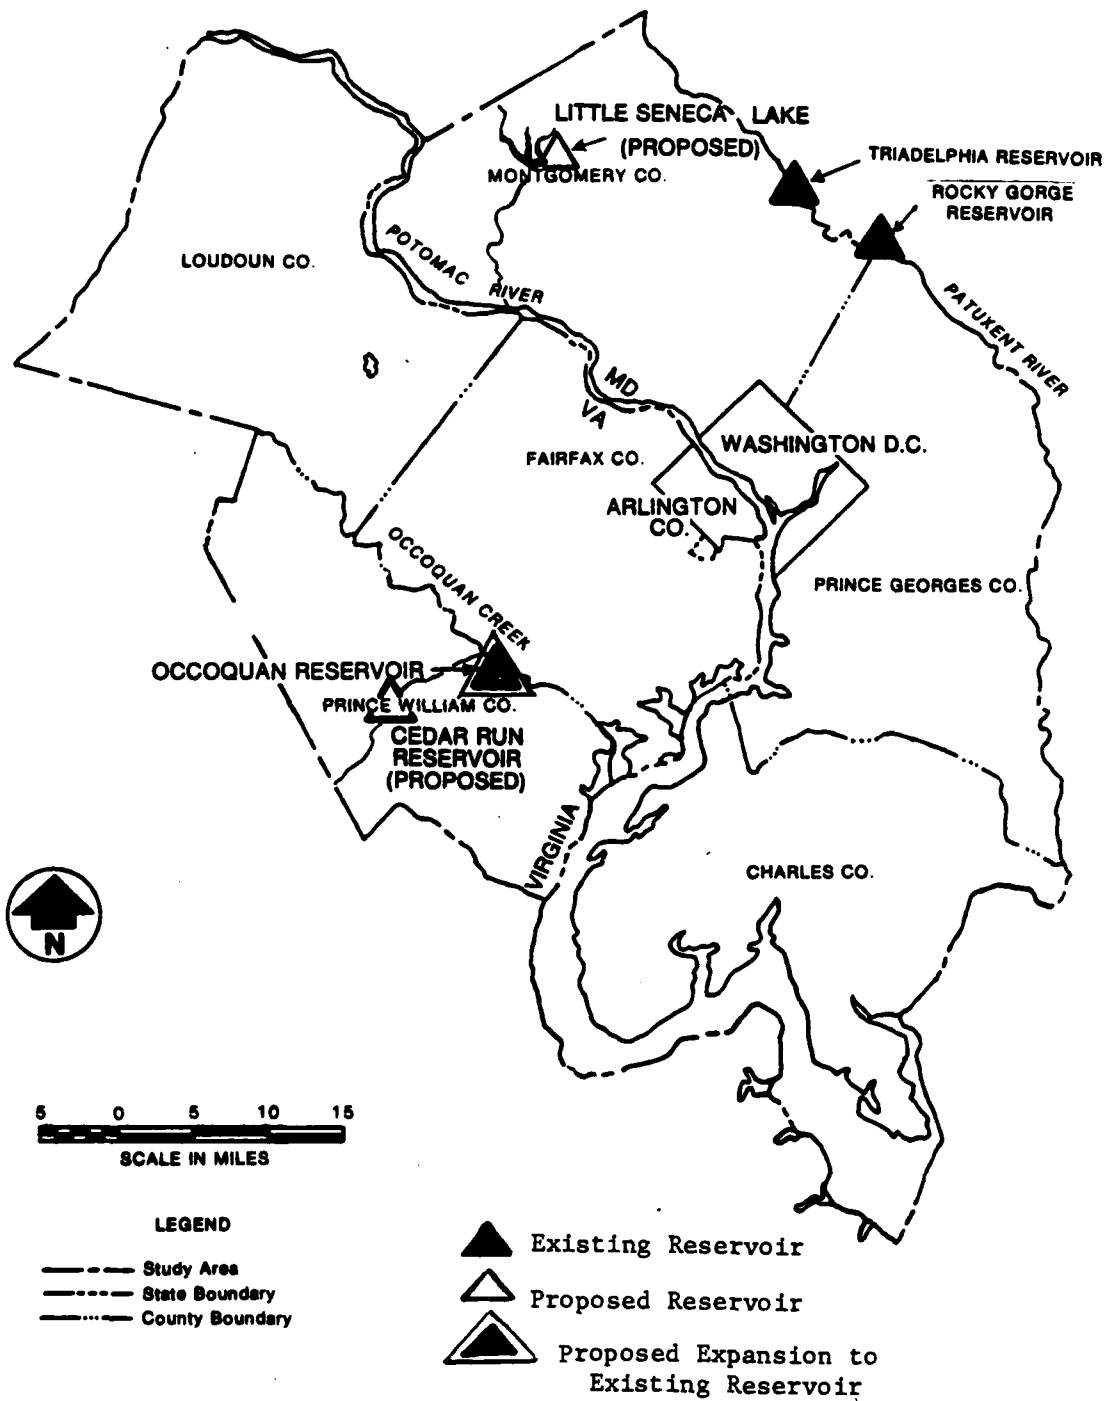 LITTLE SENECA LAKE
(PROPOSED)
MONTGOMERY CO.
TRIADELPHIA RESERVOIR
ROCKY GORGE
RESERVOIR
LOUDOUN CO.
POTOMAC RIVER
PATUXENT RIVER
MD
VA
WASHINGTON D.C.
FAIRFAX CO.
ARLINGTON
CO.
OCCOQUAN CREEK
PRINCE GEORGES CO.
OCCOQUAN RESERVOIR
PRINCE WILLIAM CO.
CEDAR RUN
RESERVOIR
(PROPOSED)
VIRGINIA
CHARLES CO.
N
5 0 5 10 15
SCALE IN MILES
LEGEND
Study Area
State Boundary
County Boundary
Existing Reservoir
Proposed Reservoir
Proposed Expansion to
Existing Reservoir